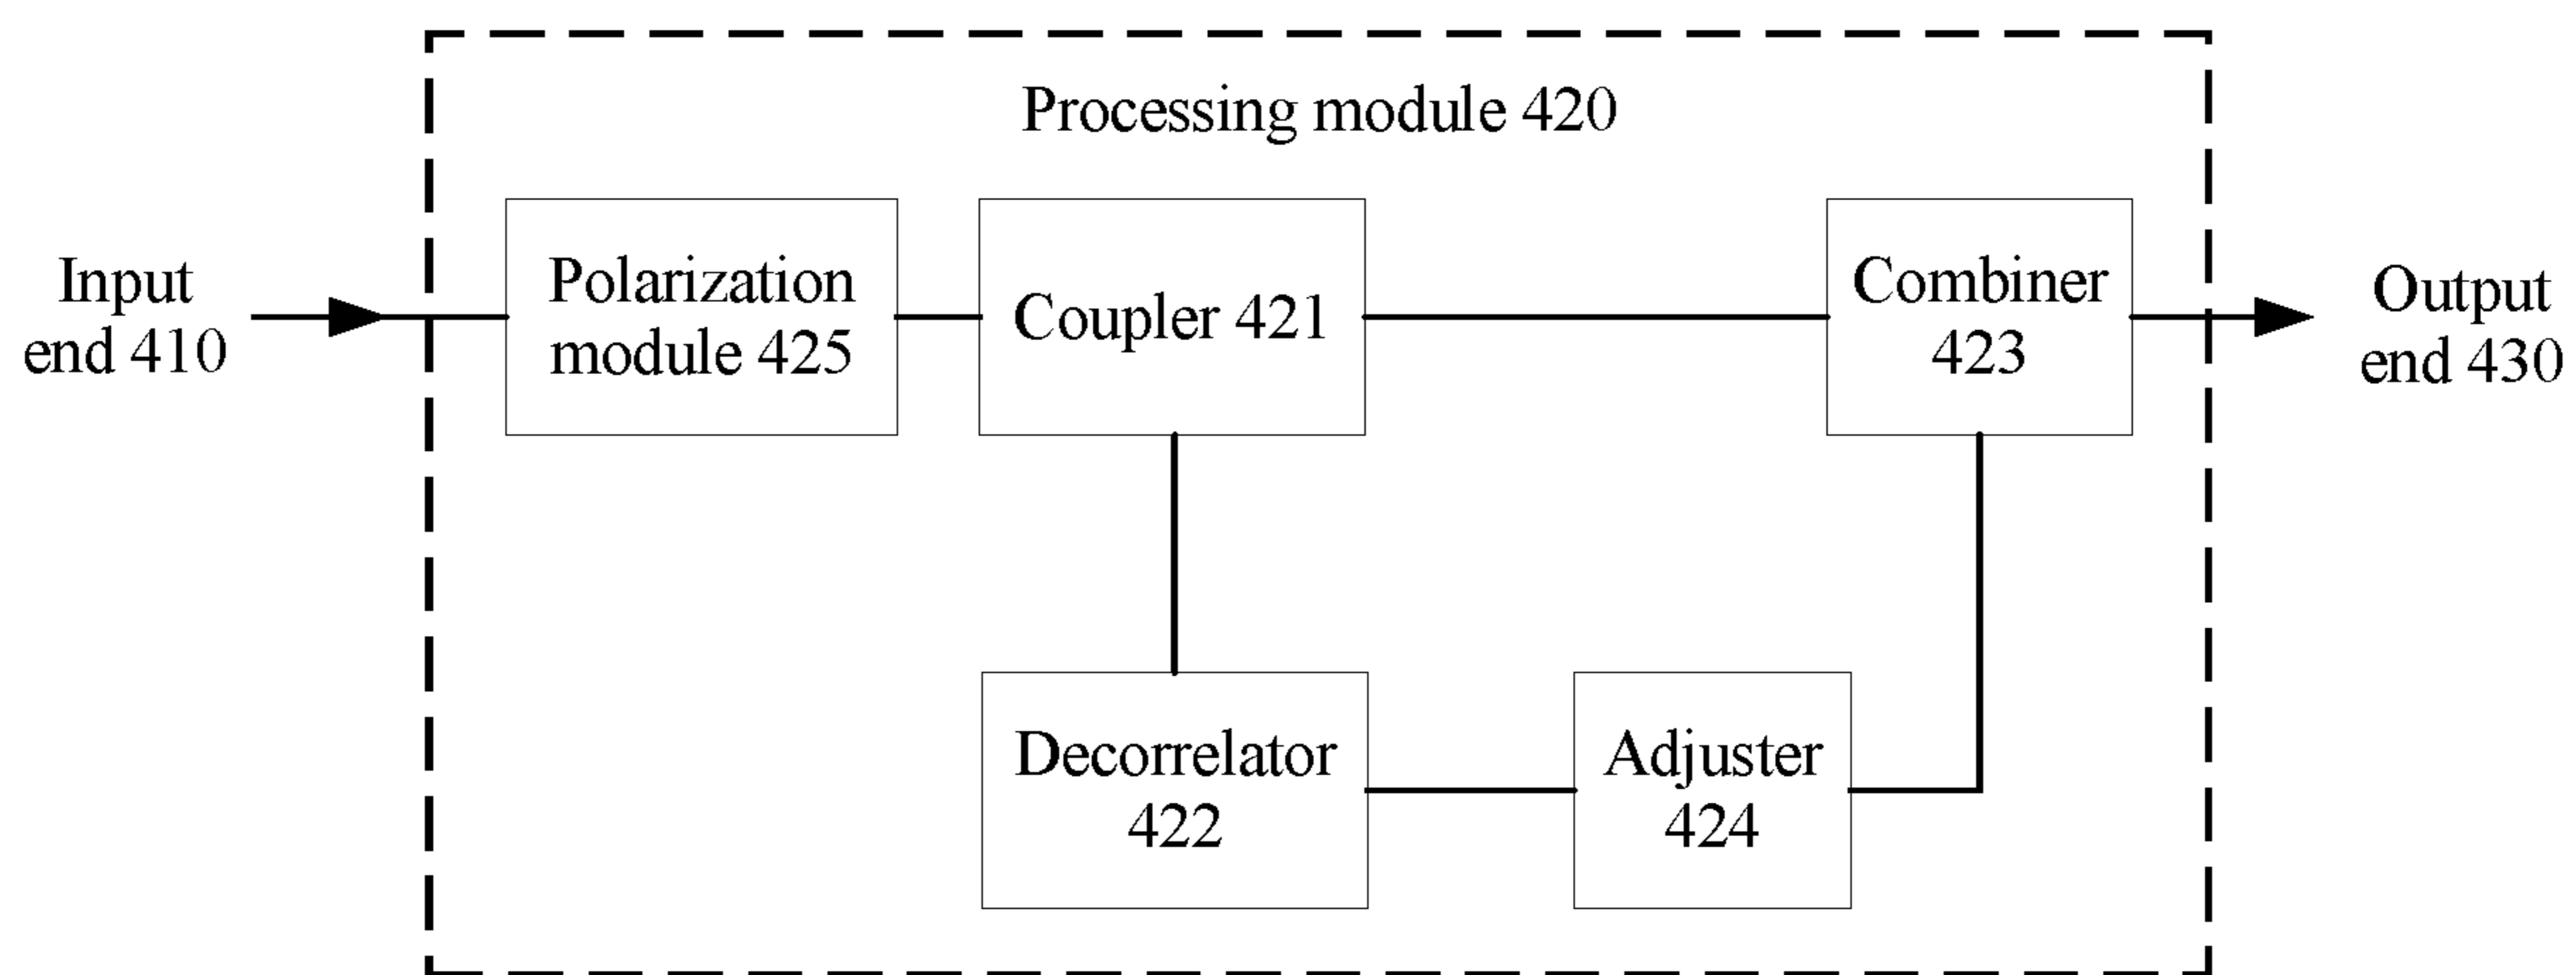 Processing module 420
Input
end 410
Polarization
module 425
Coupler 421
Combiner
423
Output
end 430
Decorrelator
422
Adjuster
424